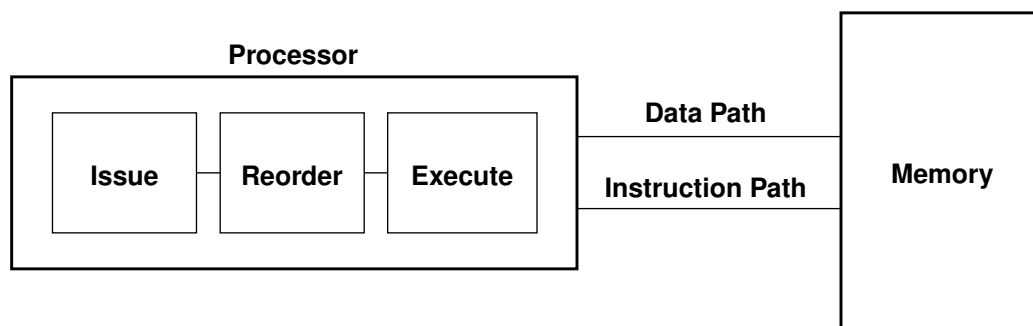 Processor
Issue
Reorder
Execute
Data Path
Instruction Path
Memory